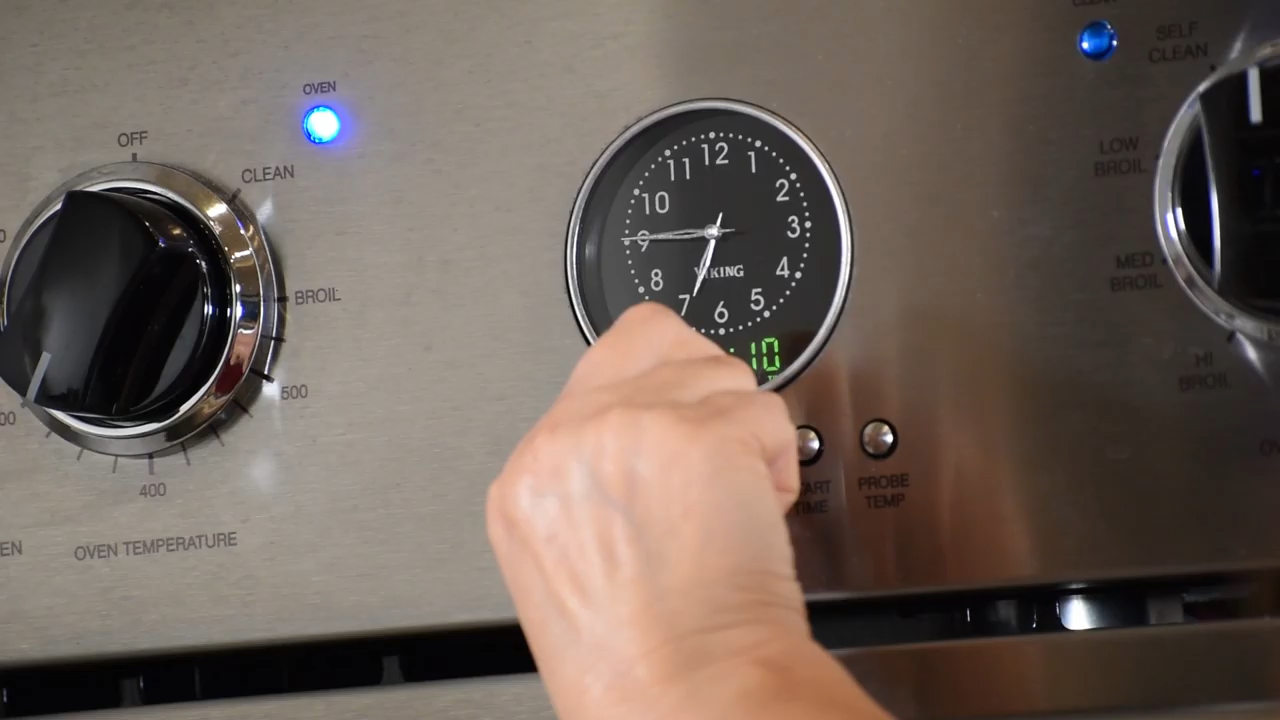 OVEN
OFF
CLEAN
BROIL
500
400
OVEN TEMPERATURE
12
1
2
3
4
5
6
7
8
9
10
11
VIKING
:10
PROBE
TEMP
TIME
SELF
CLEAN
LOW
BROIL
MED
BROIL
HI
BROIL